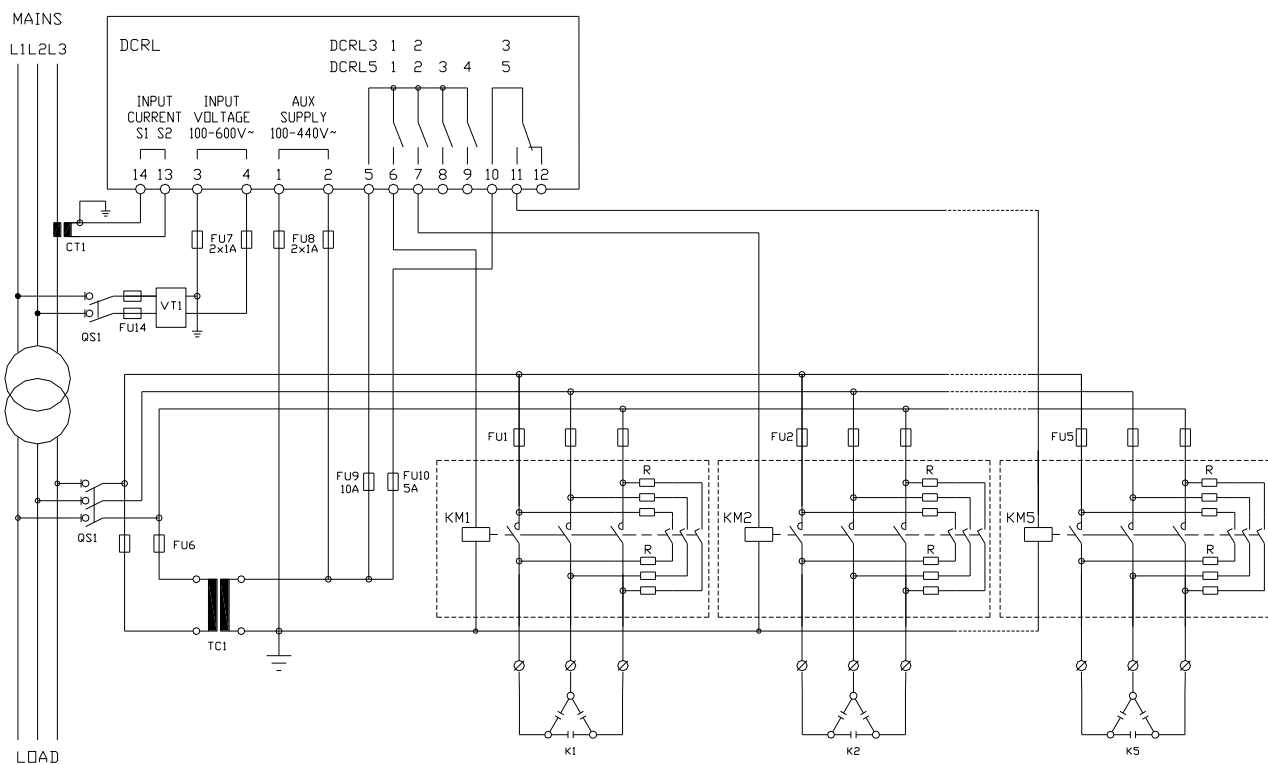 MAINS
L1 L2 L3
DCRL
DCRL3 1 2 3
DCRL5 1 2 3 4 5
INPUT CURRENT
S1 S2
INPUT VOLTAGE
100-600V~
AUX SUPPLY
100-440V~
14 13 3 4 1 2 5 6 7 8 9 10 11 12
CT1
FU7
2x1A
FU8
2x1A
VT1
FU14
QS1
FU1
FU2
FU5
FU9
10A
FU10
5A
R
R
R
KM1
KM2
KM5
QS1
FU6
R
R
R
TC1
K1
K2
K5
LOAD